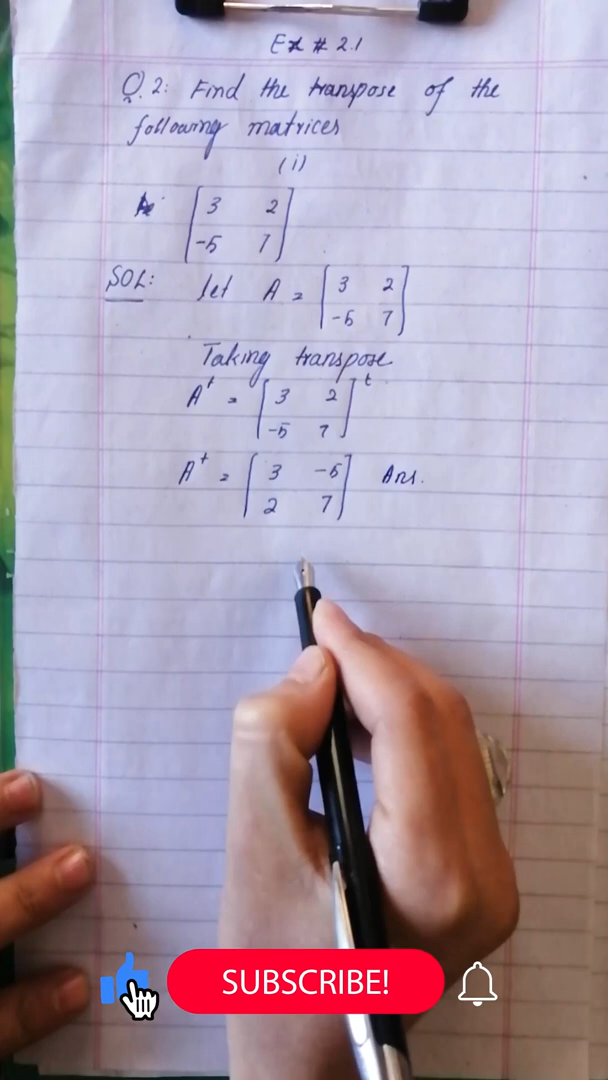 Ex # 2.1
Q.2: Find the transpose of the
following matrices
(i)
[3 2
-5 7]
SOL: let A = [3 2
-5 7]
Taking transpose
A^t = [3 2
-5 7]^t
A^t = [3 -5
2 7] Ans.
SUBSCRIBE!